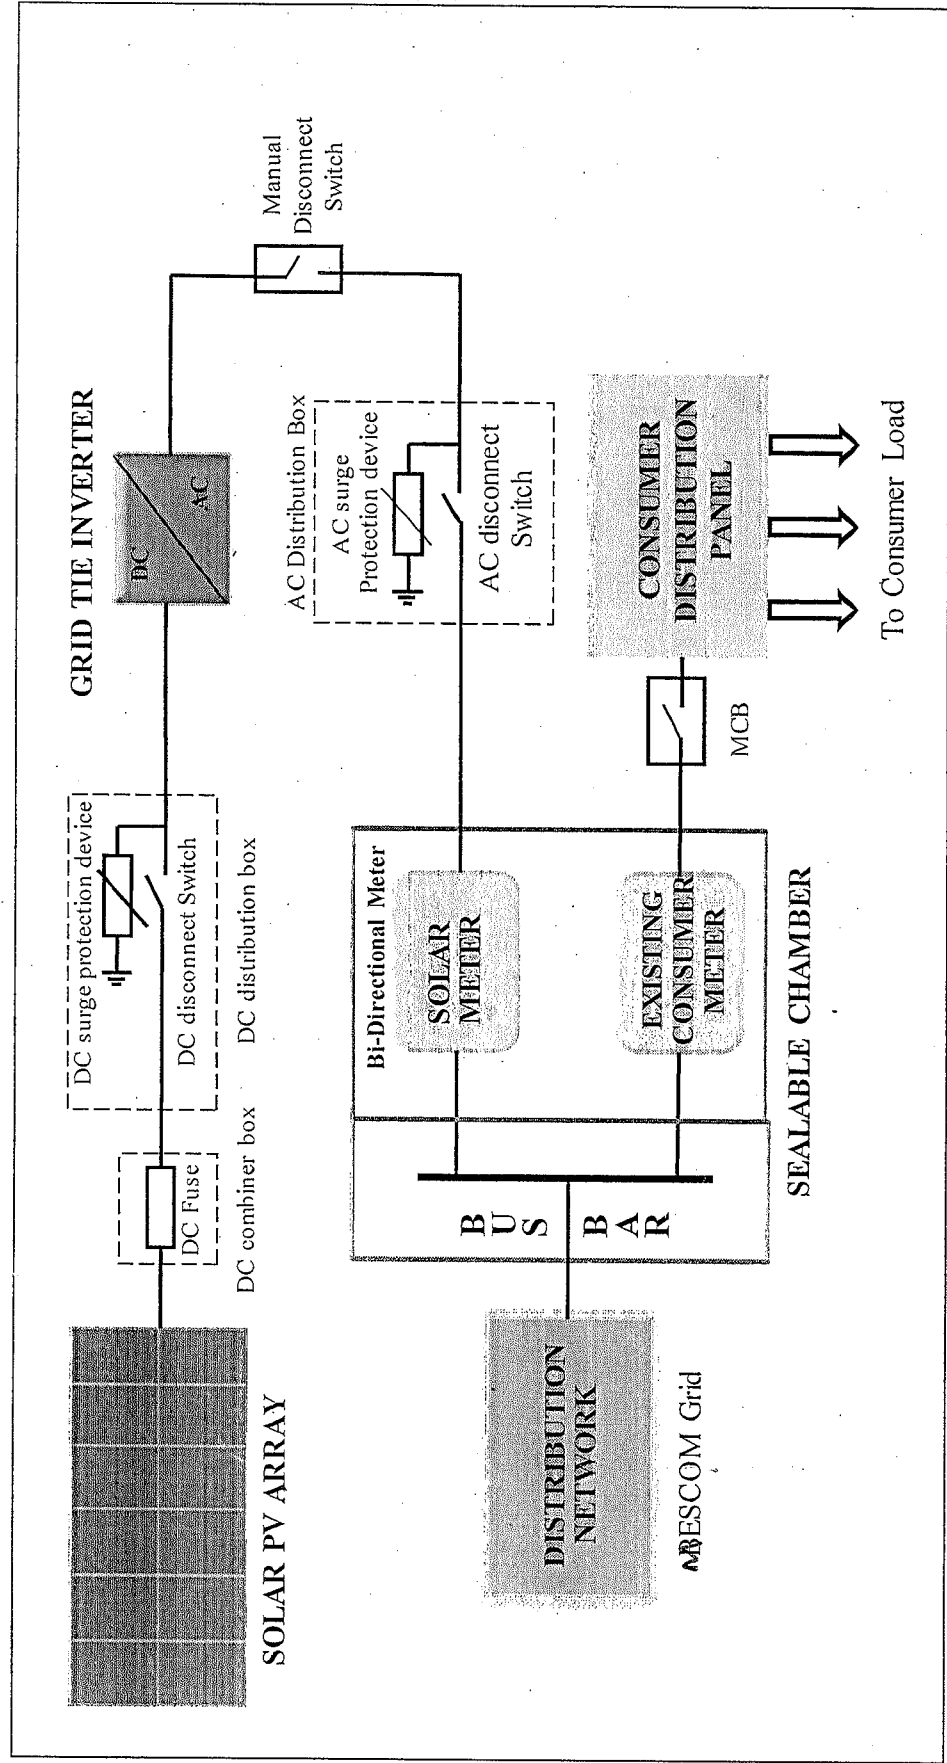 GRID TIE INVERTER
DC surge protection device
DC
AC
Manual
Disconnect
Switch
DC Fuse
DC disconnect Switch
DC combiner box
DC distribution box
SOLAR PV ARRAY
AC Distribution Box
AC surge
Protection device
AC disconnect
Switch
Bi-Directional Meter
SOLAR
METER
B
U
S
B
A
R
DISTRIBUTION
NETWORK
EXISTING
CONSUMER
METER
MCB
CONSUMER
DISTRIBUTION
PANEL
SEALABLE CHAMBER
To Consumer Load